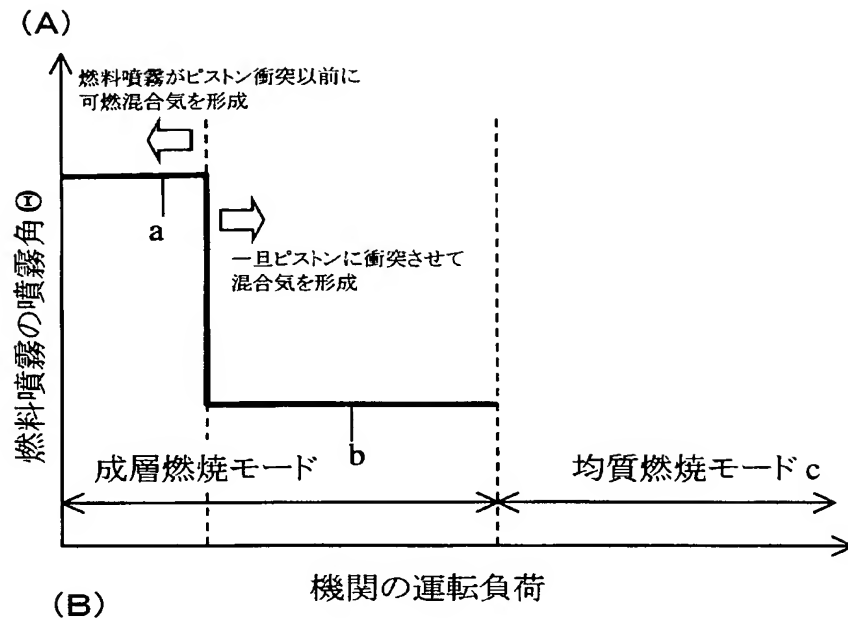 (A)
燃料噴霧がピストン衝突以前に
可燃混合気を形成
a
一旦ピストンに衝突させて
混合気を形成
燃料噴霧の噴霧角Θ
b
成層燃焼モード
均質燃焼モードc
機関の運転負荷
(B)